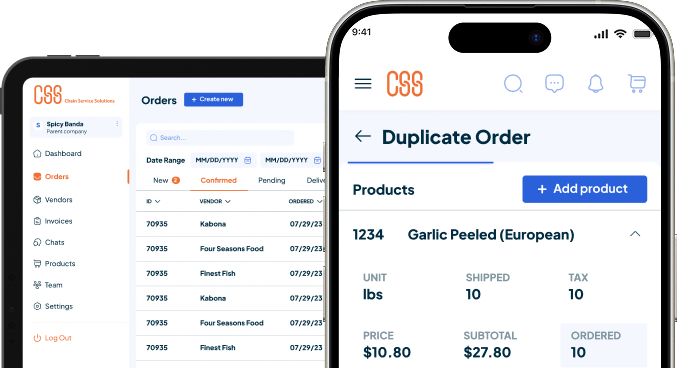 CSS Chain Service Solutions
S Spicy Banda
Parent company
Dashboard
Orders
Vendors
Invoices
Chats
Products
Team
Settings
Log Out
Orders + Create new
Search...
Date Range MM/DD/YYYY MM/DD/YYYY
New 2 Confirmed Pending Delive
ID VENDOR ORDERED
70935 Kabona 07/29/23
70935 Four Seasons Food 07/29/23
70935 Finest Fish 07/29/23
70935 Kabona 07/29/23
70935 Four Seasons Food 07/29/23
70935 Finest Fish 07/29/23
9:41
CSS
Duplicate Order
Products + Add product
1234 Garlic Peeled (European)
UNIT SHIPPED TAX
lbs 10 10
PRICE SUBTOTAL ORDERED
$10.80 $27.80 10